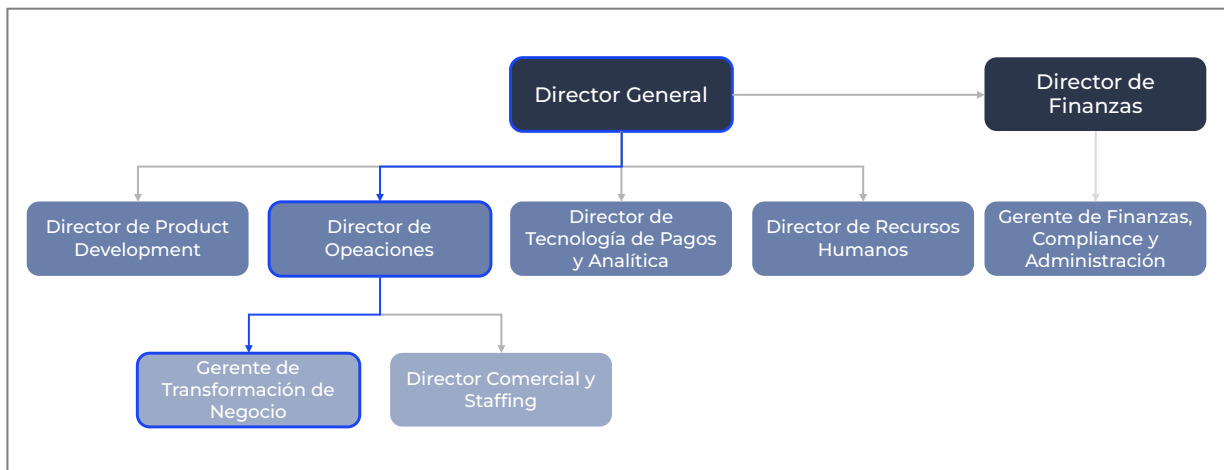 Director General
Director de
Finanzas
Director de Product
Development
Director de
Opeaciones
Director de
Tecnología de Pagos
y Analítica
Director de Recursos
Humanos
Gerente de Finanzas,
Compliance y
Administración
Gerente de
Transformación de
Negocio
Director Comercial y
Staffing